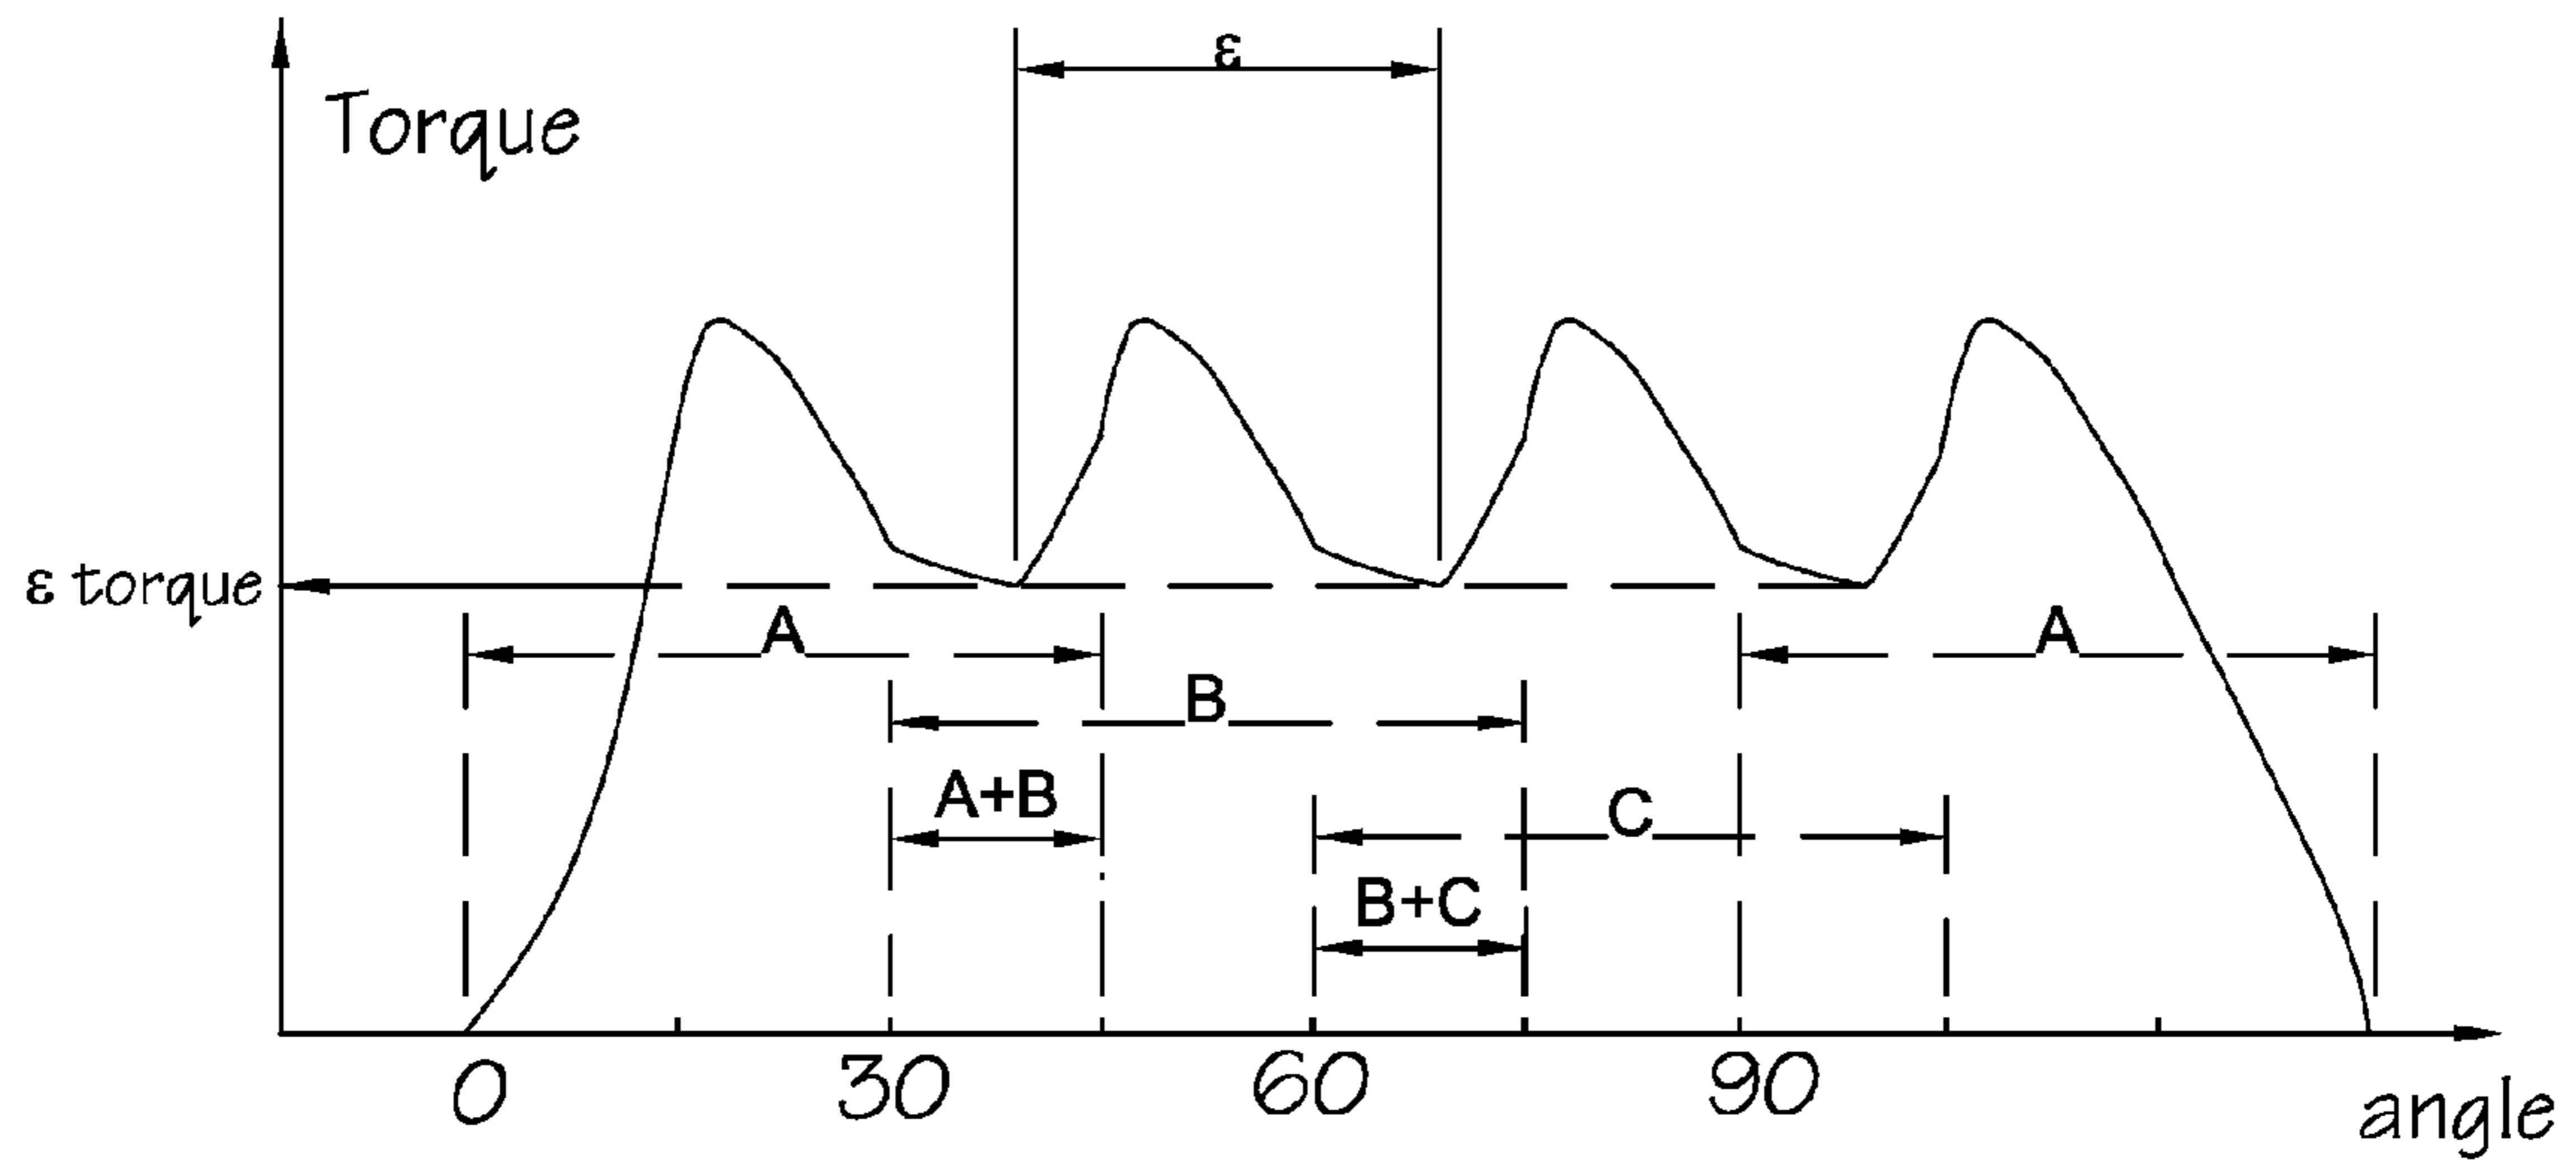 ε
Torque
ε torque
A
A
B
A+B
C
B+C
0 30 60 90
angle